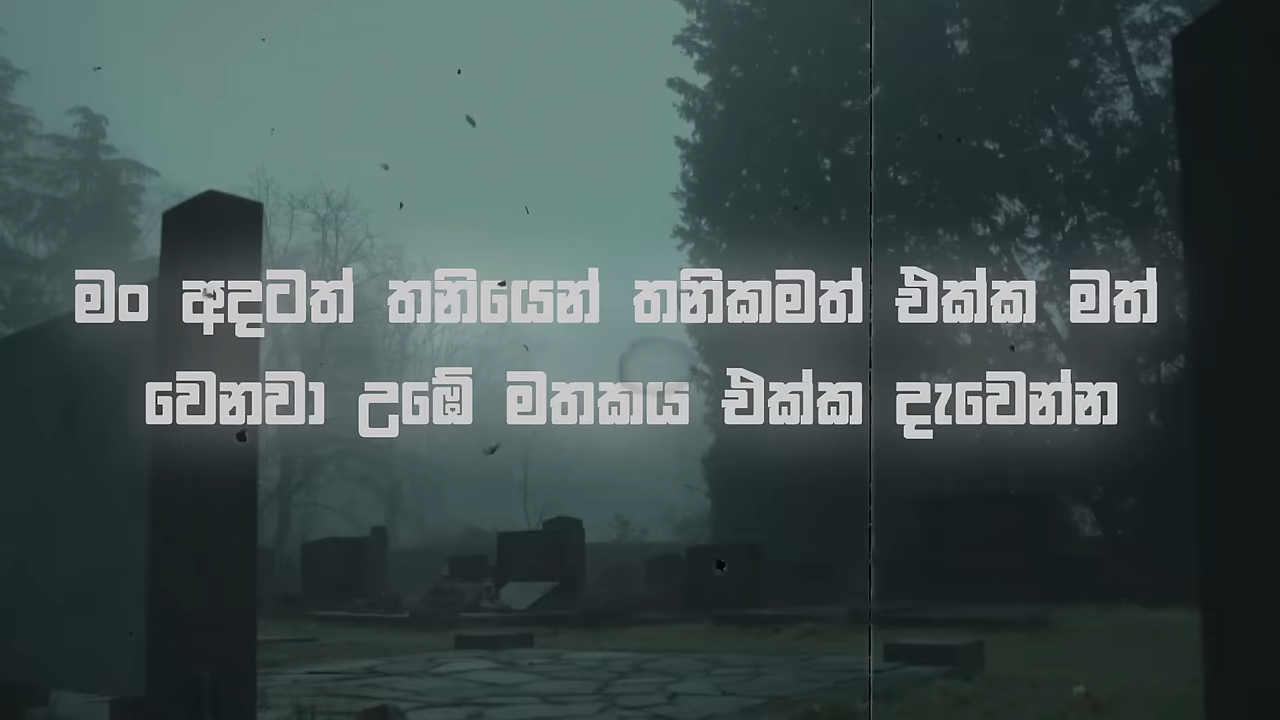 මං අදටත් තනියෙන් තනිකමත් එක්ක මත්
වෙනවා උඹේ මතකය එක්ක දැවෙන්න